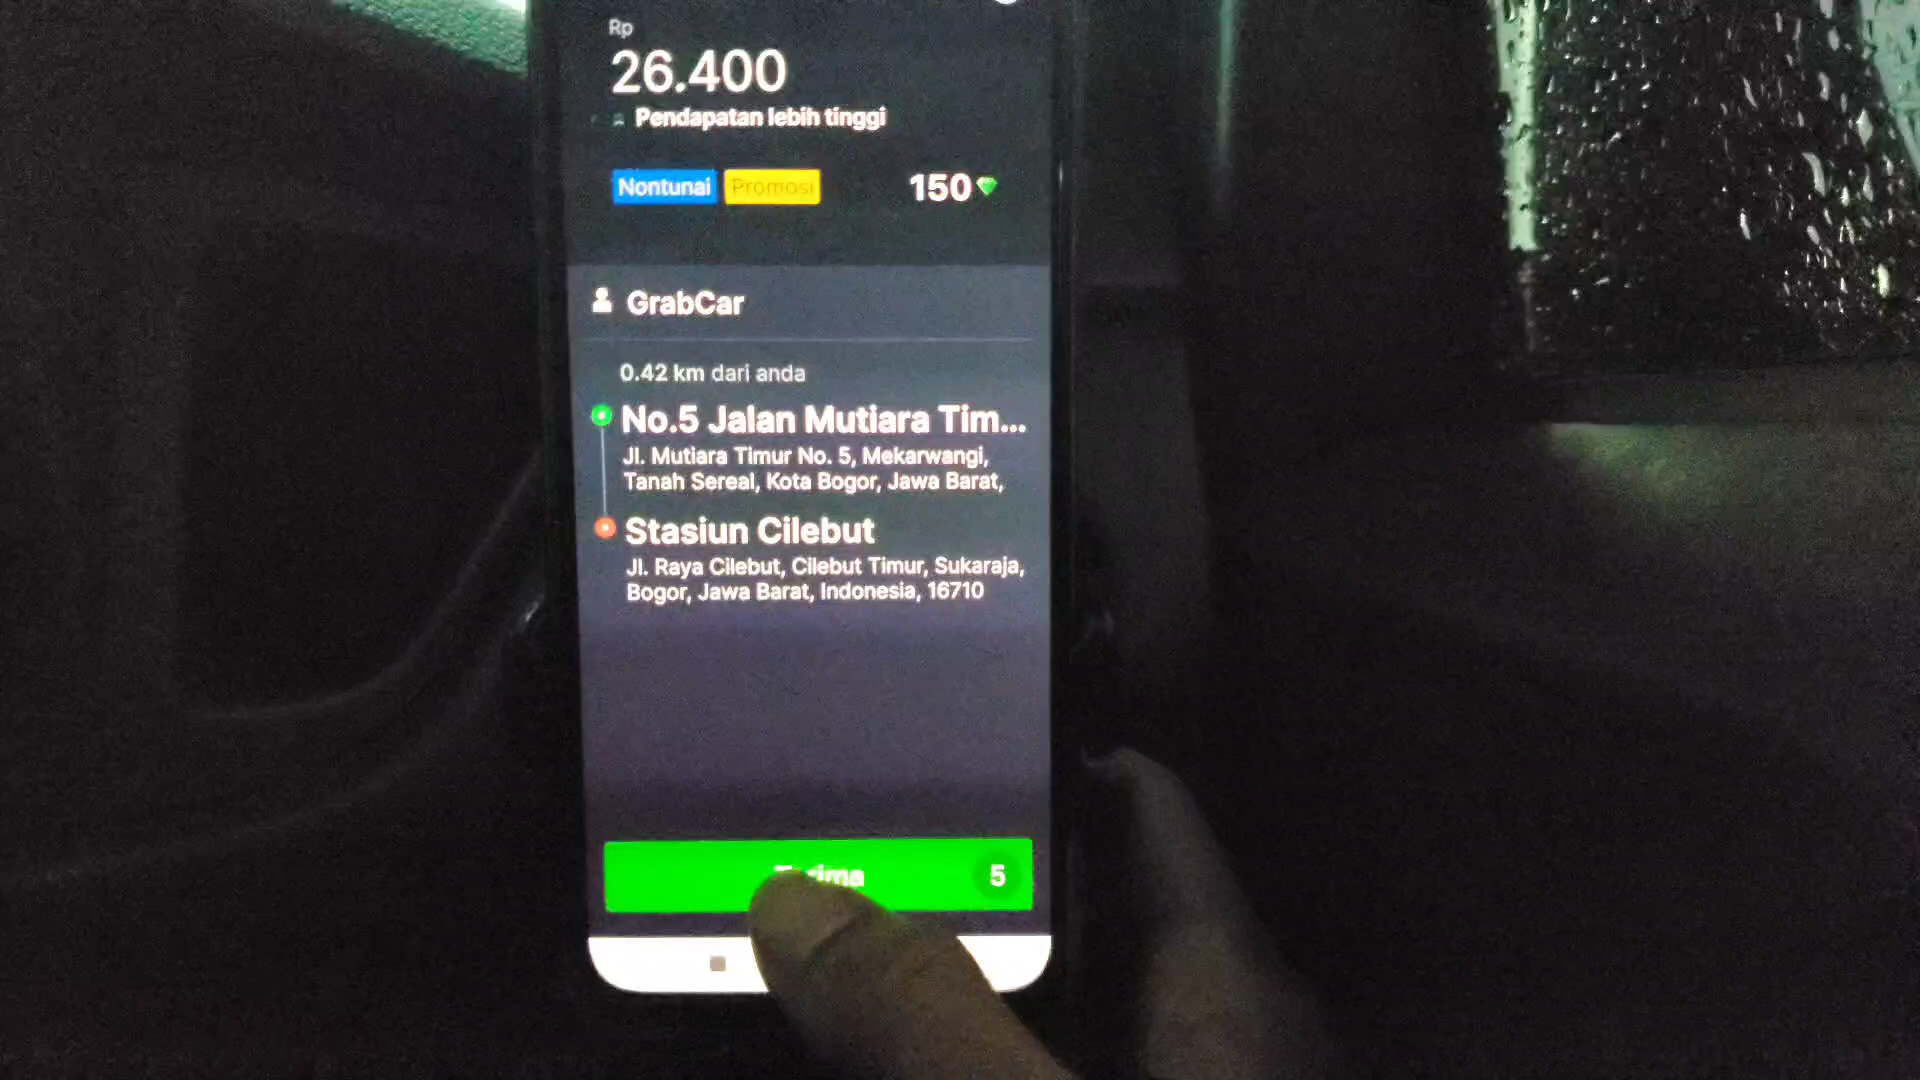 Rp
26.400
Pendapatan lebih tinggi
Nontunai Promosi 150
GrabCar
0.42 km dari anda
No.5 Jalan Mutiara Tim...
Jl. Mutiara Timur No. 5, Mekarwangi,
Tanah Sereal, Kota Bogor, Jawa Barat,
Stasiun Cilebut
Jl. Raya Cilebut, Cilebut Timur, Sukaraja,
Bogor, Jawa Barat, Indonesia, 16710
Terima 5